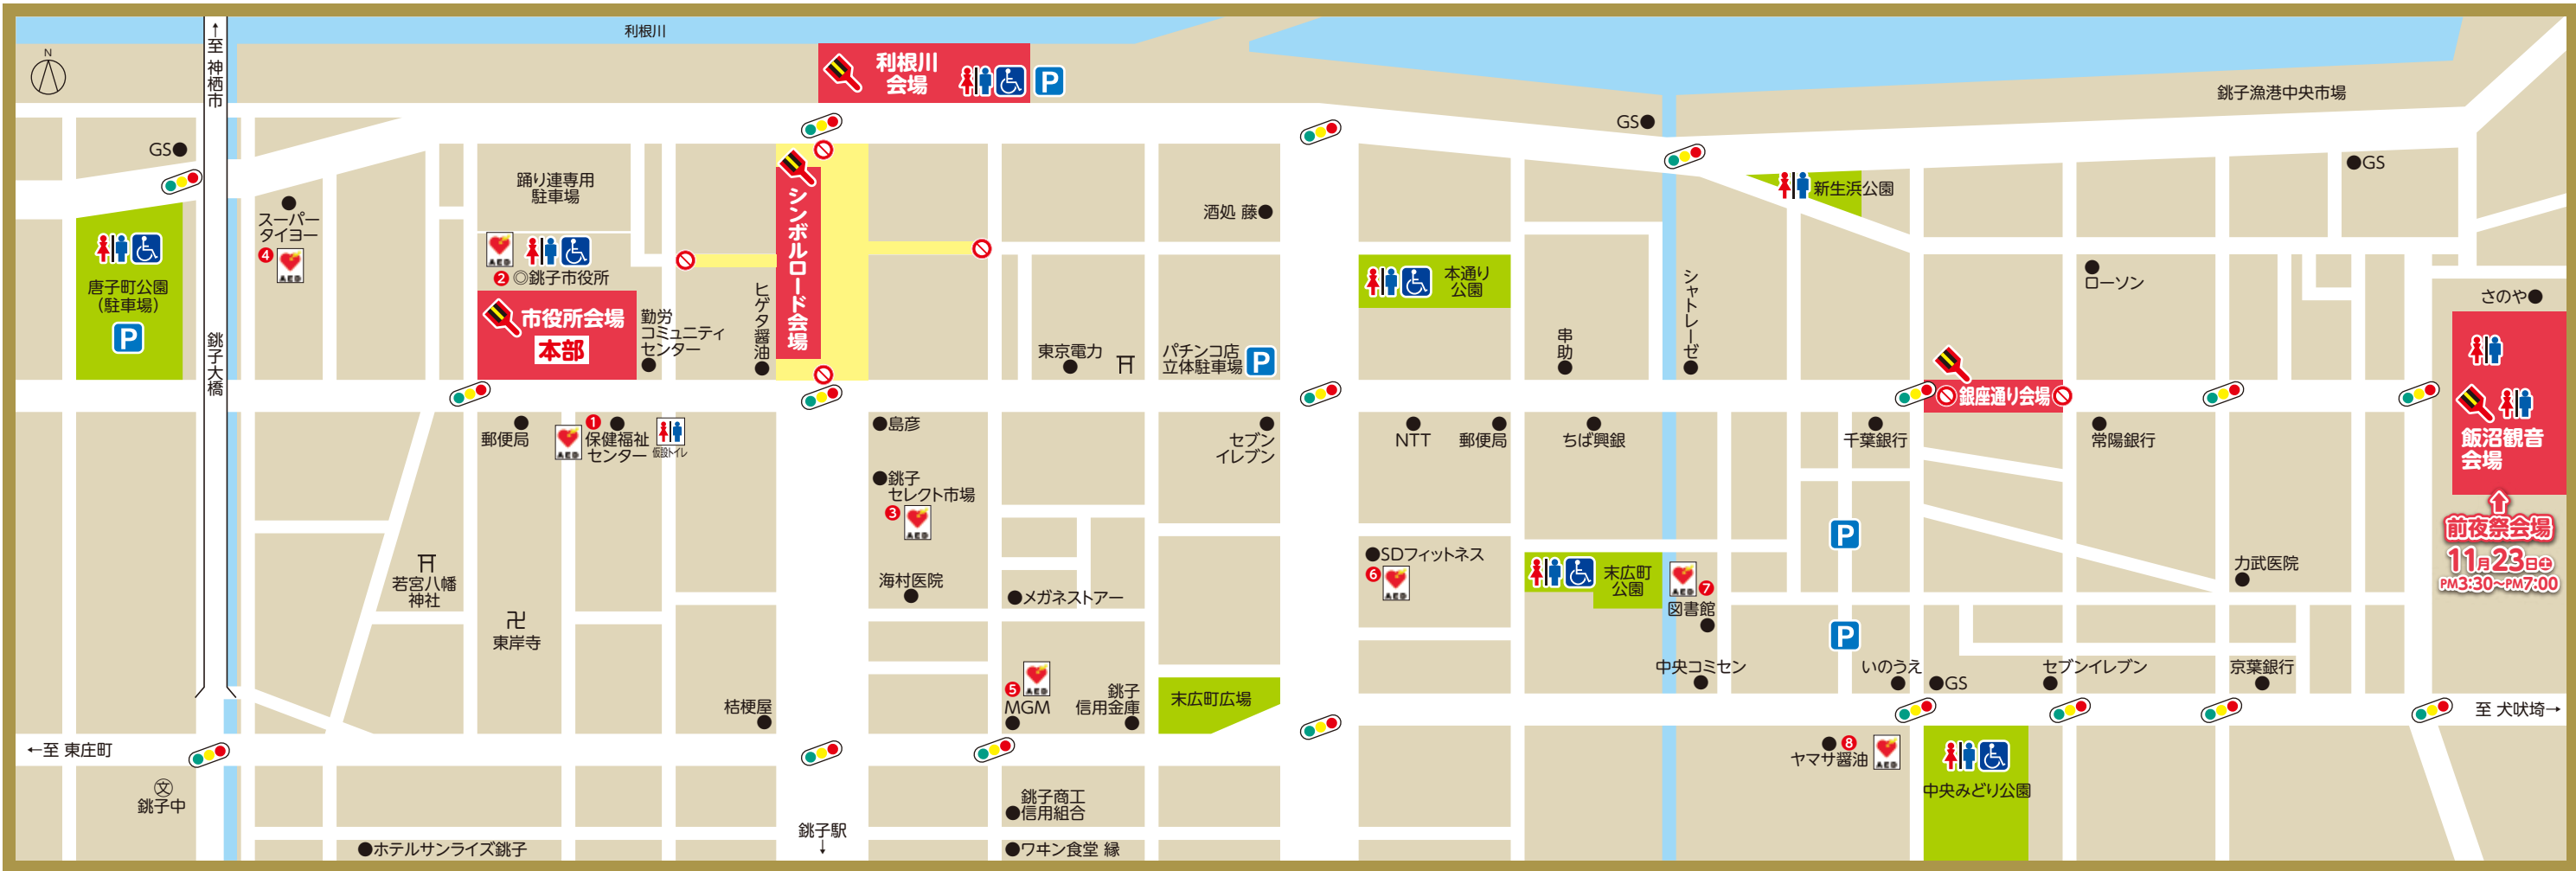 利根川
N
↑至 神栖市
利根川
会場
P
銚子漁港中央市場
GS
GS
踊り連専用
駐車場
スーパー
タイヨー
4
AED
唐子町公園
(駐車場)
P
銚子大橋
AED
2
◎銚子市役所
市役所会場
本部
勤労
コミュニティ
センター
ヒゲタ醤油
シンボルロード会場
酒処 藤
東京電力
パチンコ店
立体駐車場
P
本通り
公園
串助
シャトレーゼ
新生浜公園
GS
ローソン
さのや
銀座通り会場
飯沼観音
会場
前夜祭会場
11月23日土
PM3:30~PM7:00
郵便局
AED
1
保健福祉
センター
仮設トイレ
島彦
銚子
セレクト市場
3
AED
セブン
イレブン
NTT
郵便局
ちば興銀
千葉銀行
常陽銀行
若宮八幡
神社
卍
東岸寺
海村医院
メガネストアー
SDフィットネス
6
AED
末広町
公園
AED
7
図書館
P
P
力武医院
桔梗屋
5
AED
MGM
銚子
信用金庫
末広町広場
中央コミセン
いのうえ
GS
セブンイレブン
京葉銀行
至 犬吠埼→
←至 東庄町
文
銚子中
ヤマサ醤油
8
AED
中央みどり公園
銚子商工
信用組合
銚子駅
↓
ホテルサンライズ銚子
ワヰン食堂 縁